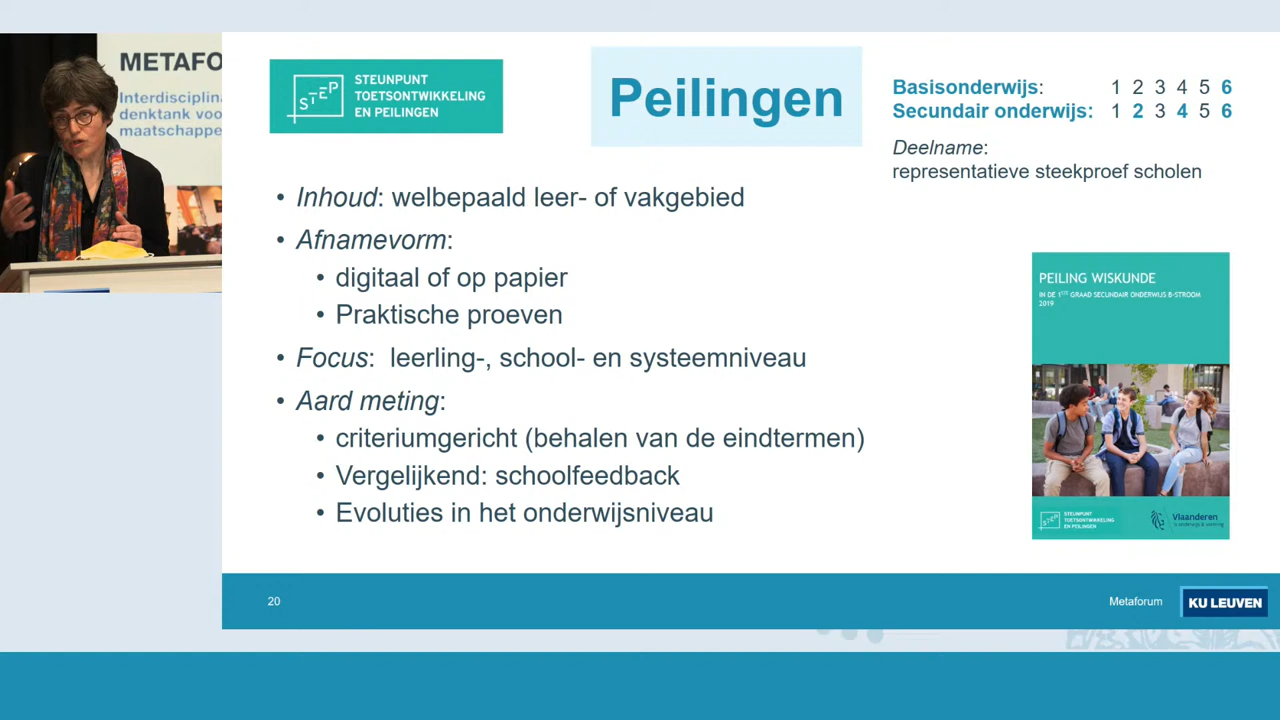 METAFO
Interdisciplina
denktank voo
maatschappe
STEP
STEUNPUNT
TOETSONTWIKKELING
EN PEILINGEN
Peilingen
Basisonderwijs: 1 2 3 4 5 6
Secundair onderwijs: 1 2 3 4 5 6
Deelname:
representatieve steekproef scholen
• Inhoud: welbepaald leer- of vakgebied
• Afnamevorm:
• digitaal of op papier
• Praktische proeven
• Focus: leerling-, school- en systeemniveau
• Aard meting:
• criteriumgericht (behalen van de eindtermen)
• Vergelijkend: schoolfeedback
• Evoluties in het onderwijsniveau
PEILING WISKUNDE
IN DE 1STE GRAAD SECUNDAIR ONDERWIJS B-STROOM
2019
STEP
STEUNPUNT
TOETSONTWIKKELING
EN PEILINGEN
Vlaanderen
is onderwijs & vorming
20
Metaforum
KU LEUVEN